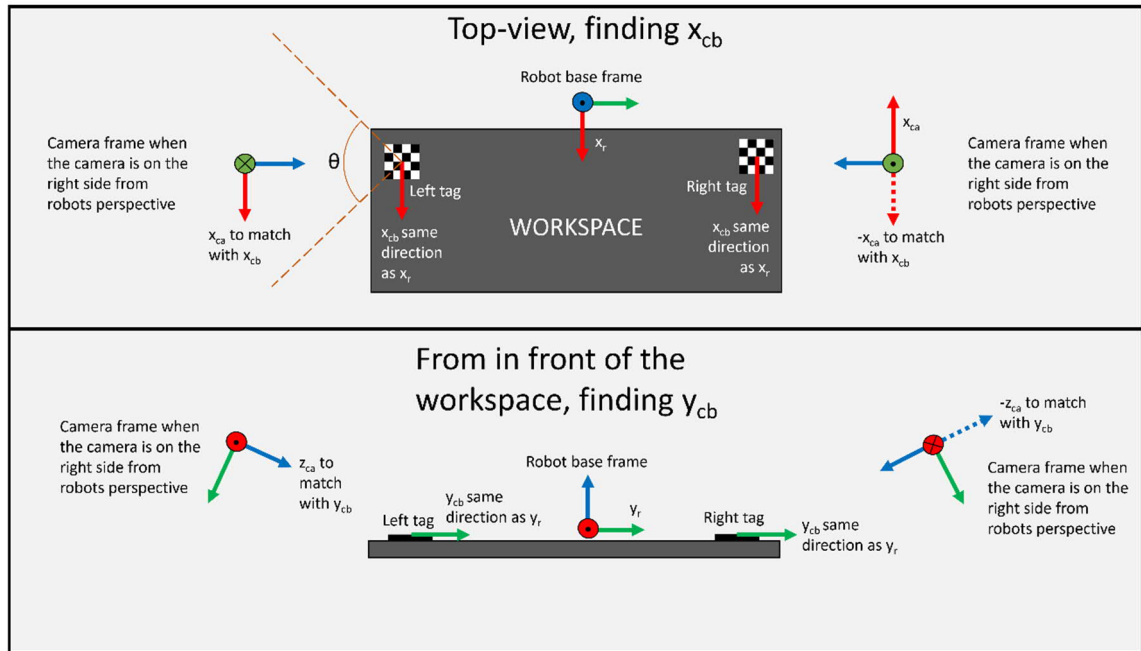 Top-view, finding x_cb
Robot base frame
x_r
Camera frame when
the camera is on the
right side from
robots perspective
θ
x_ca to match
with x_cb
Left tag
x_cb same
direction
as x_r
WORKSPACE
Right tag
x_cb same
direction
as x_r
x_ca
-x_ca to match
with x_cb
Camera frame when
the camera is on the
right side from
robots perspective
From in front of the
workspace, finding y_cb
Camera frame when
the camera is on the
right side from
robots perspective
z_ca to
match
with y_cb
Left tag
y_cb same
direction as y_r
Robot base frame
y_r
Right tag
y_cb same
direction as y_r
-z_ca to match
with y_cb
Camera frame when
the camera is on the
right side from
robots perspective